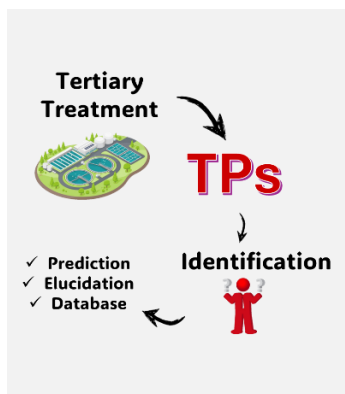 Tertiary
Treatment
TPs
Identification
✓ Prediction
✓ Elucidation
✓ Database